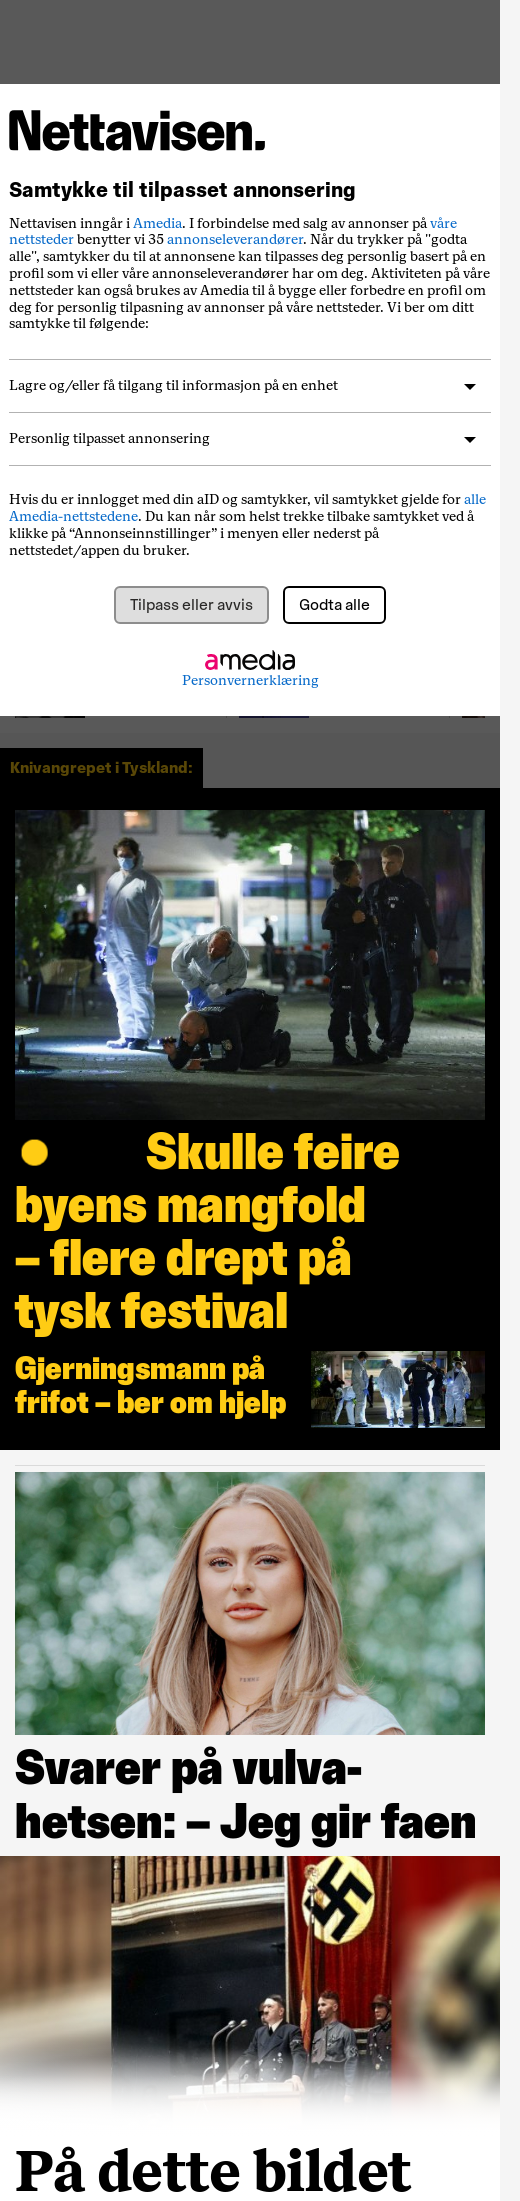 Nettavisen.
Samtykke til tilpasset annonsering
Nettavisen inngår i Amedia. I forbindelse med salg av annonser på våre
nettsteder benytter vi 35 annonseleverandører. Når du trykker på "godta
alle", samtykker du til at annonsene kan tilpasses deg personlig basert på en
profil som vi eller våre annonseleverandører har om deg. Aktiviteten på våre
nettsteder kan også brukes av Amedia til å bygge eller forbedre en profil om
deg for personlig tilpasning av annonser på våre nettsteder. Vi ber om ditt
samtykke til følgende:
Lagre og/eller få tilgang til informasjon på en enhet
Personlig tilpasset annonsering
Hvis du er innlogget med din aID og samtykker, vil samtykket gjelde for alle
Amedia-nettstedene. Du kan når som helst trekke tilbake samtykket ved å
klikke på “Annonseinnstillinger” i menyen eller nederst på
nettstedet/appen du bruker.
Tilpass eller avvis
Godta alle
amedia
Personvernerklæring
Knivangrepet i Tyskland:
Skulle feire
byens mangfold
– flere drept på
tysk festival
Gjerningsmann på
frifot – ber om hjelp
Svarer på vulva-
hetsen: – Jeg gir faen
På dette bildet